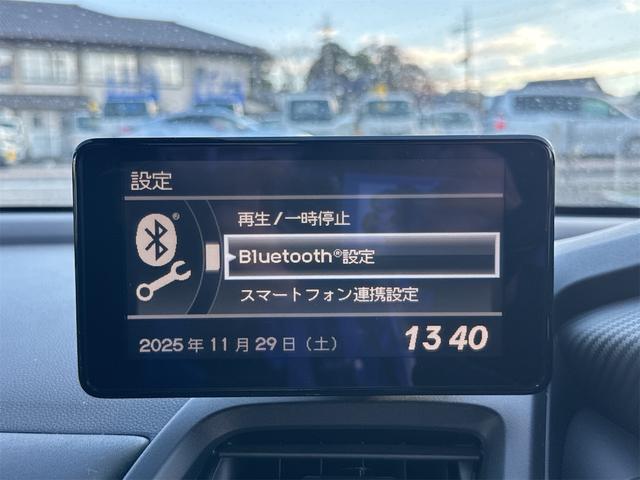 設定
再生/一時停止
Bluetooth®設定
スマートフォン連携設定
2025年11月29日(土)
13 40